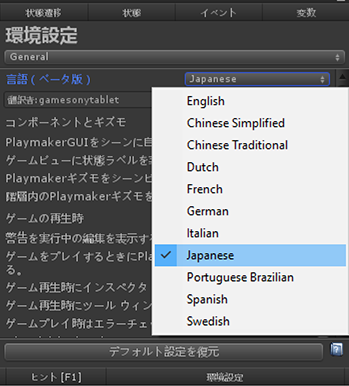 状態遷移 状態 イベント 変数
環境設定
General
言語（ベータ版） Japanese
翻訳者:gamesonytablet
English
コンポーネントとギズモ
Chinese Simplified
PlaymakerGUIをシーンに自
Chinese Traditional
ゲームビューに状態ラベルを
Dutch
Playmakerギズモをシーンビ
French
階層内のPlaymakerギズモを
German
ゲームの再生時
Italian
警告を実行中の編集を表示する
Japanese
ゲームをプレイするときにPla
る。
Portuguese Brazilian
ゲーム再生時にインスペクタ
Spanish
ゲーム再生時にツール ウィン
Swedish
ゲームプレイ時はエラーチェ
デフォルト設定を復元
ヒント [F1] 環境設定